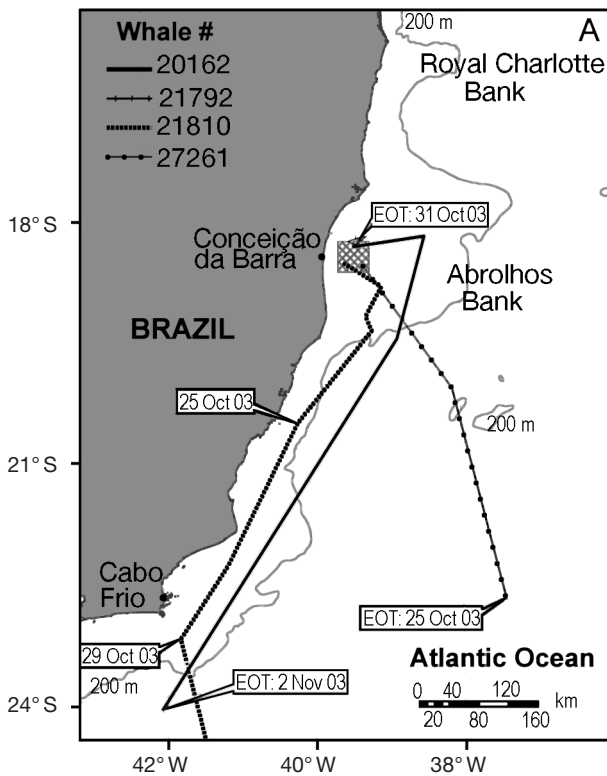 200 m
A
Whale #
20162
21792
21810
27261
Royal Charlotte
Bank
18° S
EOT: 31 Oct 03
Conceição
da Barra
Abrolhos
Bank
BRAZIL
25 Oct 03
200 m
21° S
Cabo
Frio
EOT: 25 Oct 03
29 Oct 03
Atlantic Ocean
200 m
EOT: 2 Nov 03
0 40 120
km
20 80 160
24° S
42° W
40° W
38° W